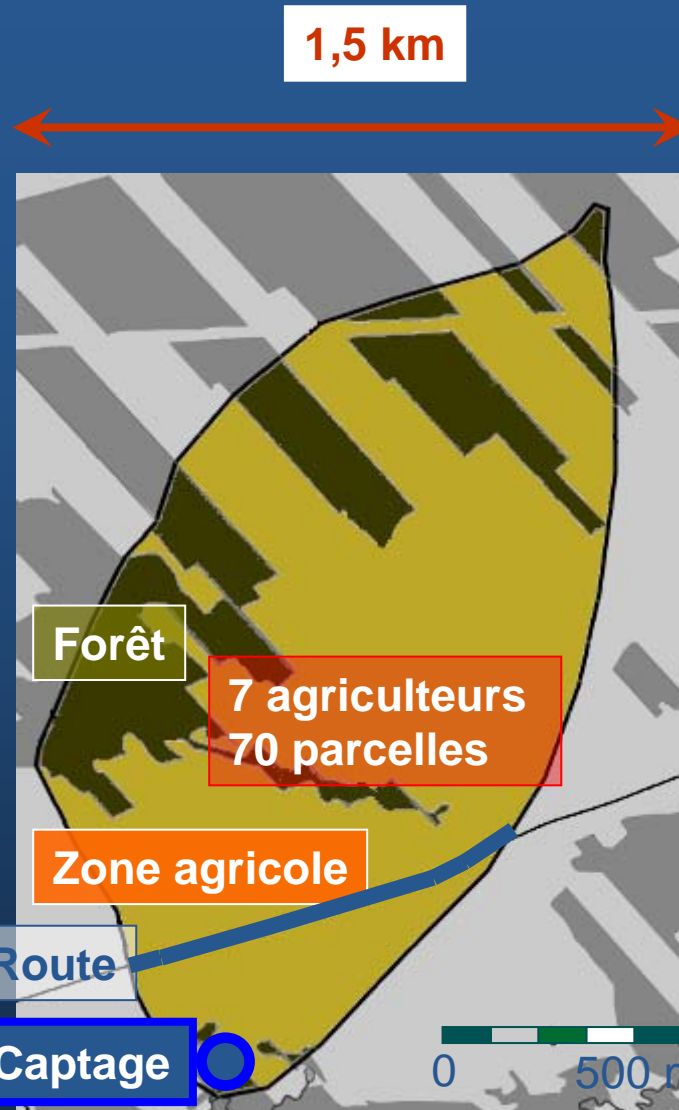 1,5 km
Forêt
7 agriculteurs
70 parcelles
Zone agricole
Route
Captage
0 500 m